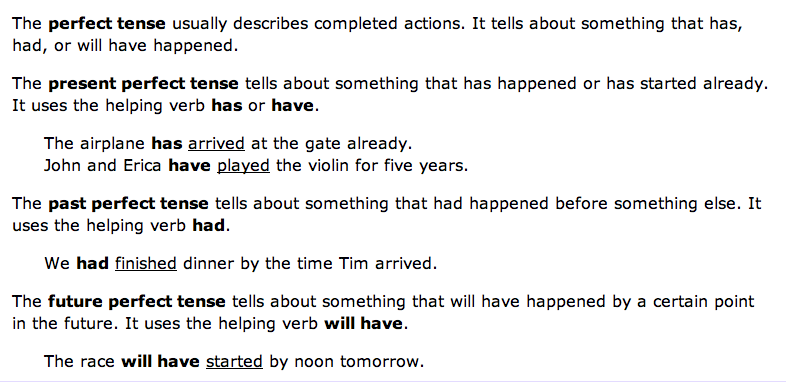 The perfect tense usually describes completed actions. It tells about something that has,
had, or will have happened.
The present perfect tense tells about something that has happened or has started already.
It uses the helping verb has or have.
The airplane has arrived at the gate already.
John and Erica have played the violin for five years.
The past perfect tense tells about something that had happened before something else. It
uses the helping verb had.
We had finished dinner by the time Tim arrived.
The future perfect tense tells about something that will have happened by a certain point
in the future. It uses the helping verb will have.
The race will have started by noon tomorrow.